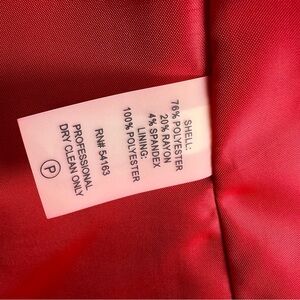 SHELL:
76% POLYESTER
20% RAYON
4% SPANDEX
LINING:
100% POLYESTER
RN# 54163
PROFESSIONAL
DRY CLEAN ONLY
P